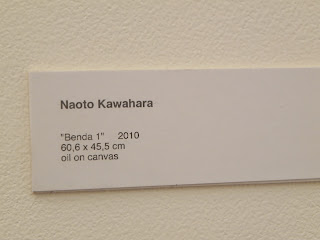 Naoto Kawahara
"Benda 1" 2010
60,6 x 45,5 cm
oil on canvas